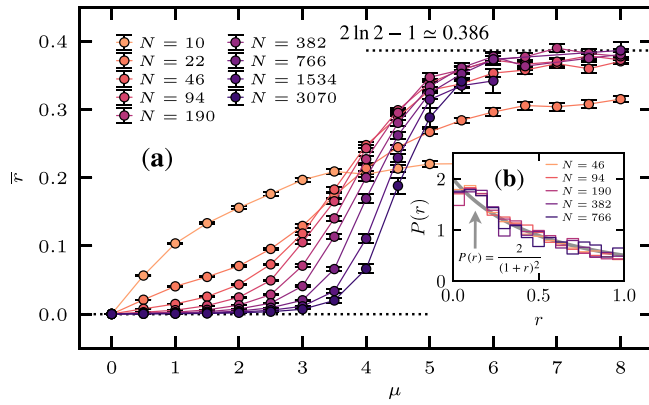 2 ln 2 − 1 ≃ 0.386
0.4
N = 10
N = 22
N = 46
N = 94
N = 190
N = 382
N = 766
N = 1534
N = 3070
0.3
(a)
r̅
0.2
0.1
0.0
0 1 2 3 4 5 6 7 8
μ
(b)
N = 46
N = 94
N = 190
N = 382
N = 766
2
1
0
P(r)
P(r) = 2/(1+r)²
0.0 0.5 1.0
r